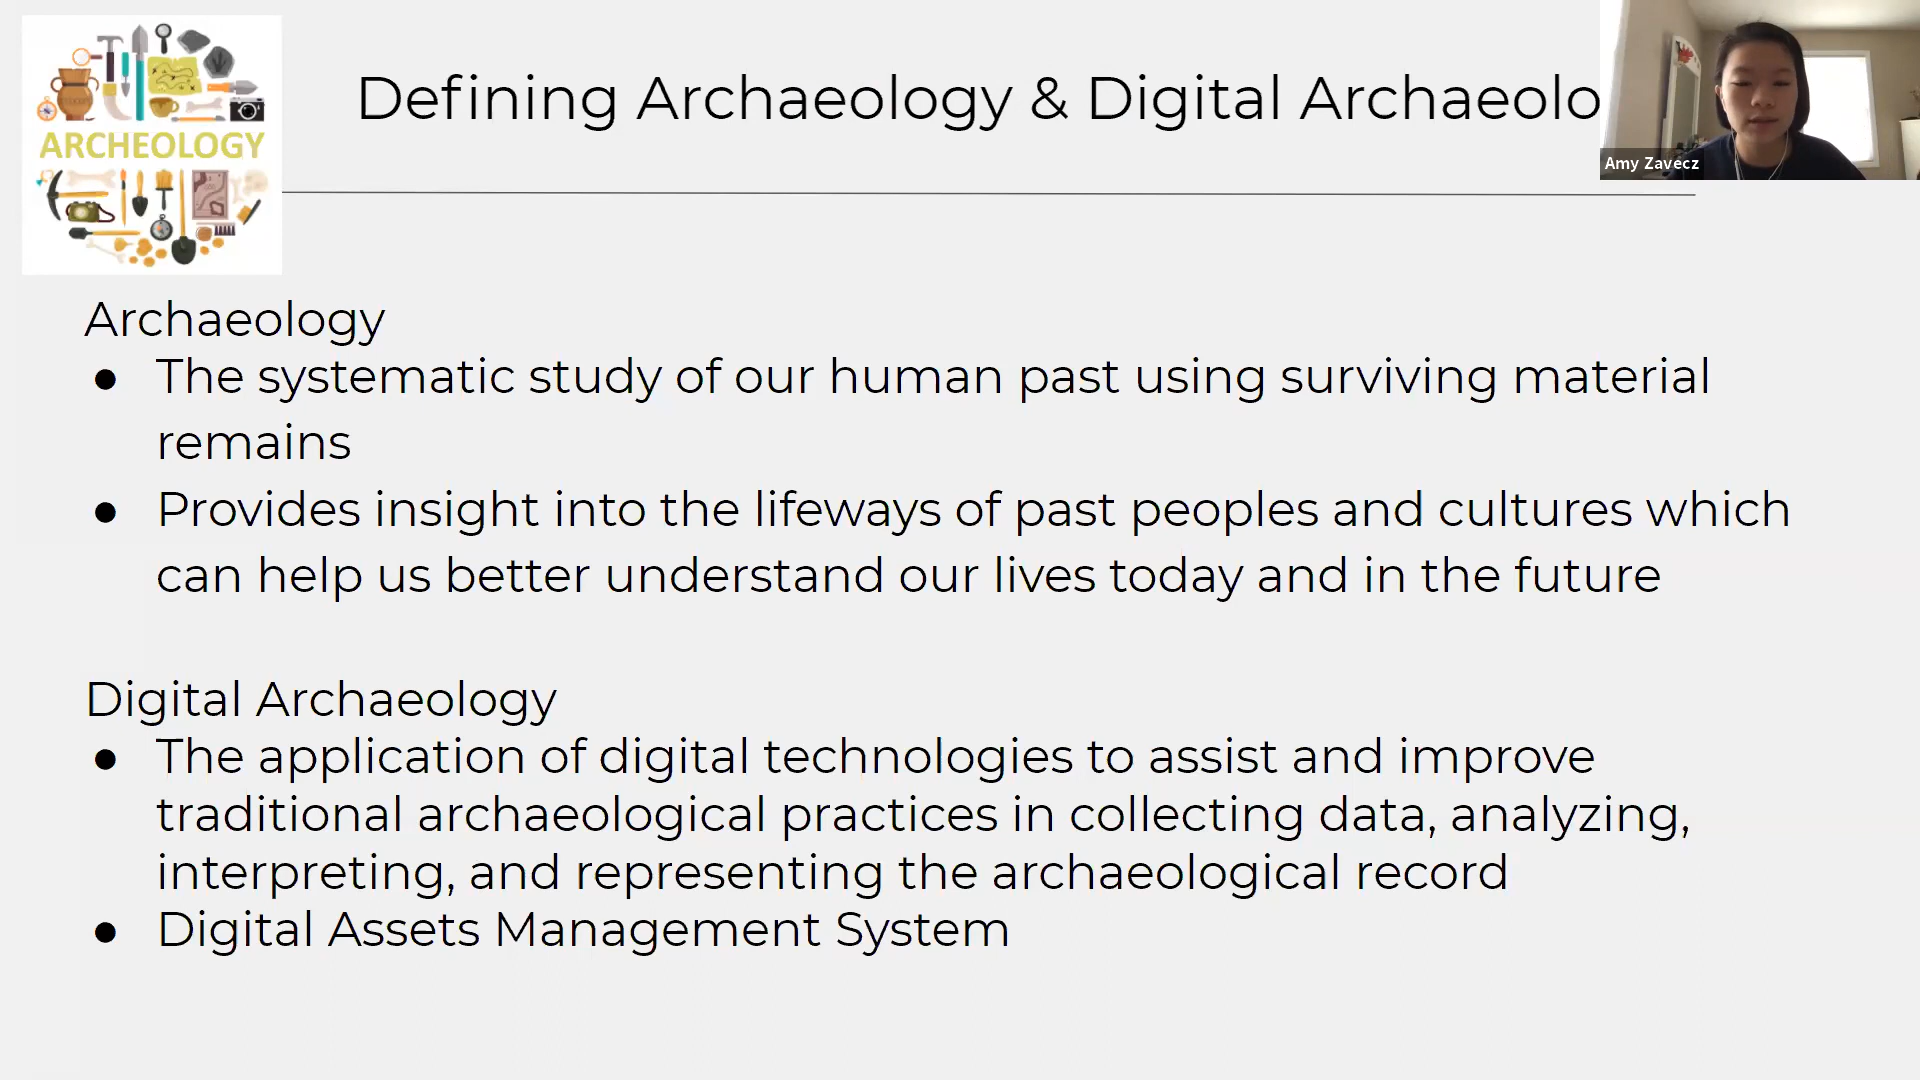 ARCHEOLOGY
Defining Archaeology & Digital Archaeolo
Amy Zavecz
Archaeology
● The systematic study of our human past using surviving material
remains
● Provides insight into the lifeways of past peoples and cultures which
can help us better understand our lives today and in the future
Digital Archaeology
● The application of digital technologies to assist and improve
traditional archaeological practices in collecting data, analyzing,
interpreting, and representing the archaeological record
● Digital Assets Management System